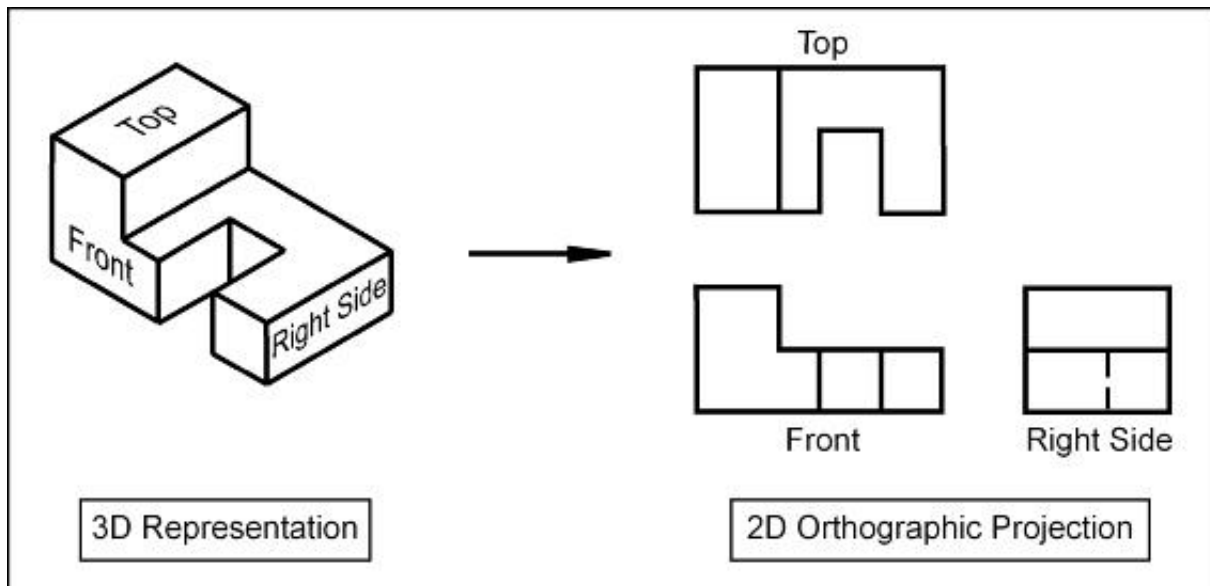 Top
Front
Right Side
Top
Front
Right Side
3D Representation
2D Orthographic Projection